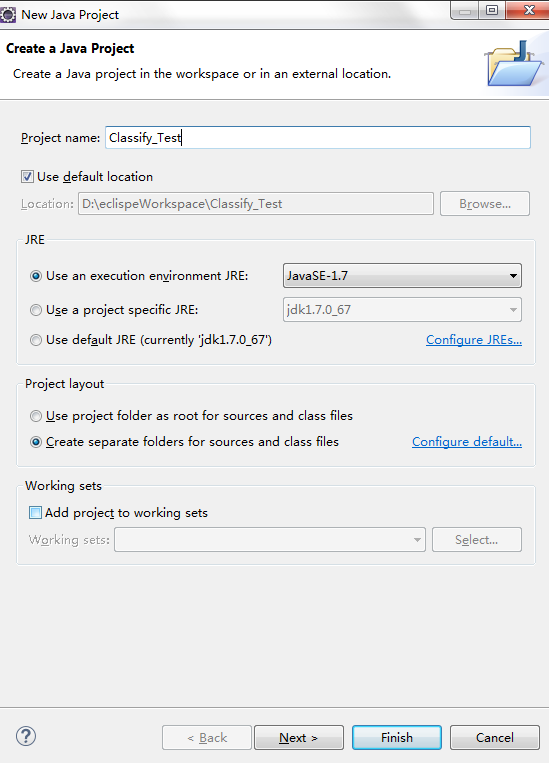 New Java Project
Create a Java Project
Create a Java project in the workspace or in an external location.
Project name: Classify_Test
Use default location
Location: D:\eclispeWorkspace\Classify_Test Browse...
JRE
Use an execution environment JRE: JavaSE-1.7
Use a project specific JRE: jdk1.7.0_67
Use default JRE (currently 'jdk1.7.0_67') Configure JREs...
Project layout
Use project folder as root for sources and class files
Create separate folders for sources and class files Configure default...
Working sets
Add project to working sets
Working sets: Select...
? < Back Next > Finish Cancel